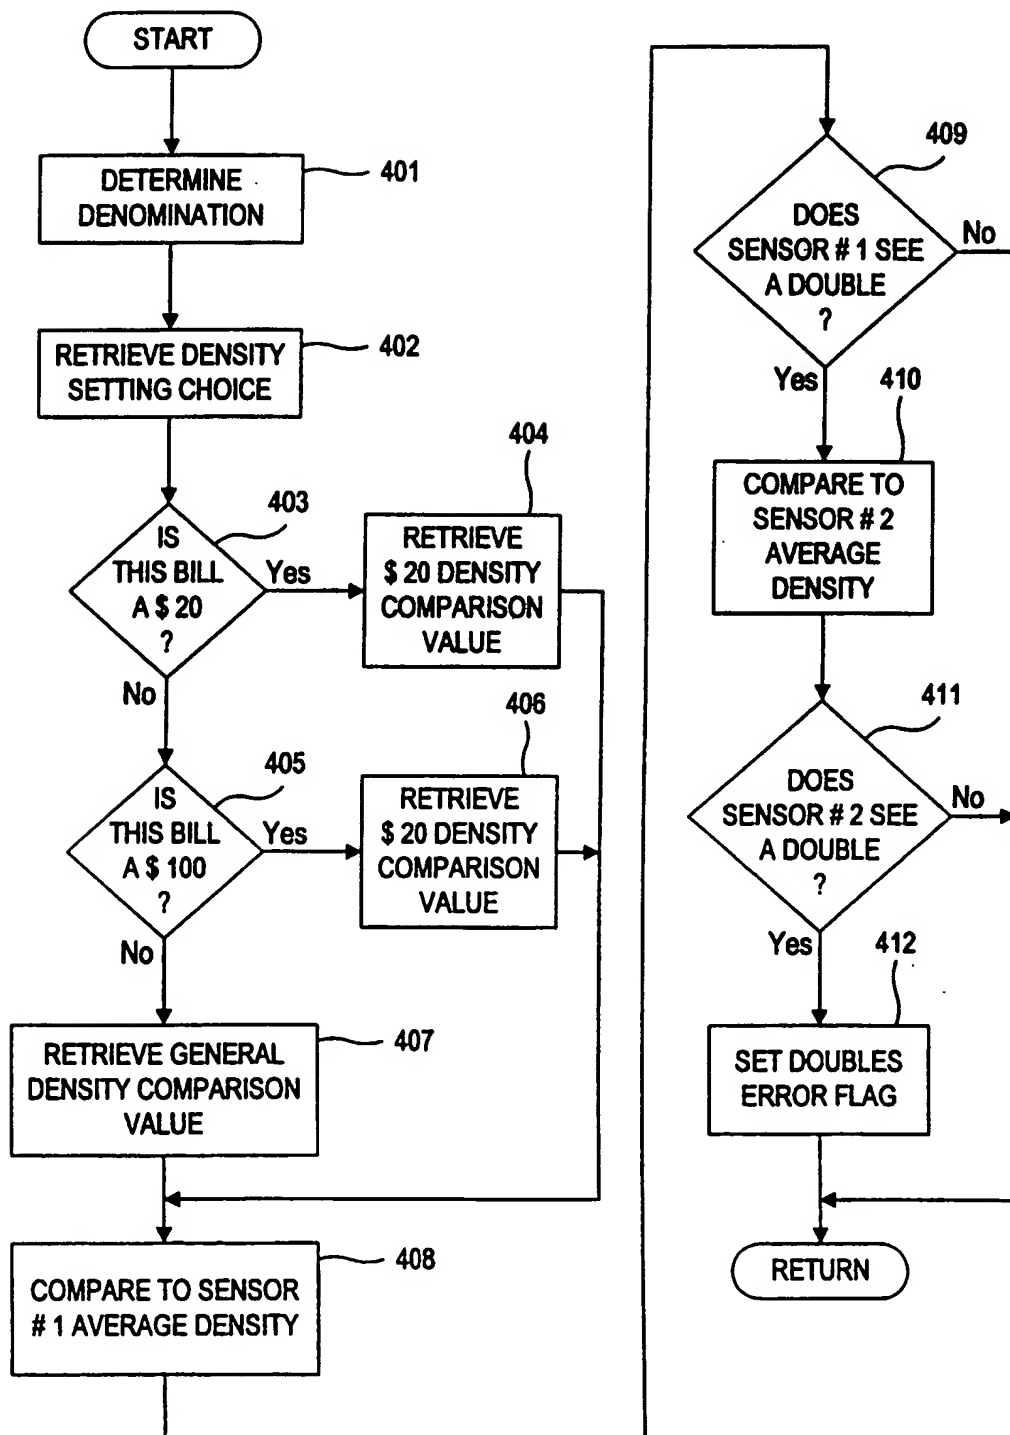 START
DETERMINE
DENOMINATION
401
RETRIEVE DENSITY
SETTING CHOICE
402
403
IS
THIS BILL
A $ 20
?
Yes
No
404
RETRIEVE
$ 20 DENSITY
COMPARISON
VALUE
405
IS
THIS BILL
A $ 100
?
Yes
No
406
RETRIEVE
$ 20 DENSITY
COMPARISON
VALUE
RETRIEVE GENERAL
DENSITY COMPARISON
VALUE
407
COMPARE TO SENSOR
# 1 AVERAGE DENSITY
408
409
DOES
SENSOR # 1 SEE
A DOUBLE
?
No
Yes
410
COMPARE TO
SENSOR # 2
AVERAGE
DENSITY
411
DOES
SENSOR # 2 SEE
A DOUBLE
?
No
Yes
412
SET DOUBLES
ERROR FLAG
RETURN